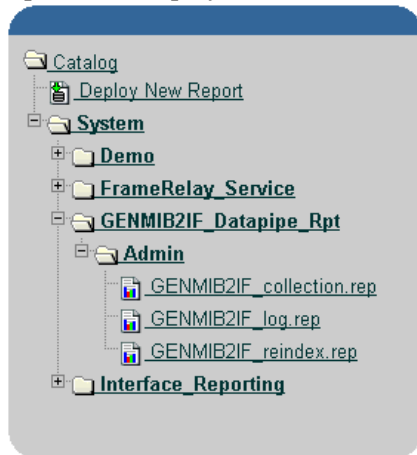 Catalog
Deploy New Report
System
Demo
FrameRelay_Service
GENMIB2IF_Datapipe_Rpt
Admin
GENMIB2IF_collection.rep
GENMIB2IF_log.rep
GENMIB2IF_reindex.rep
Interface_Reporting